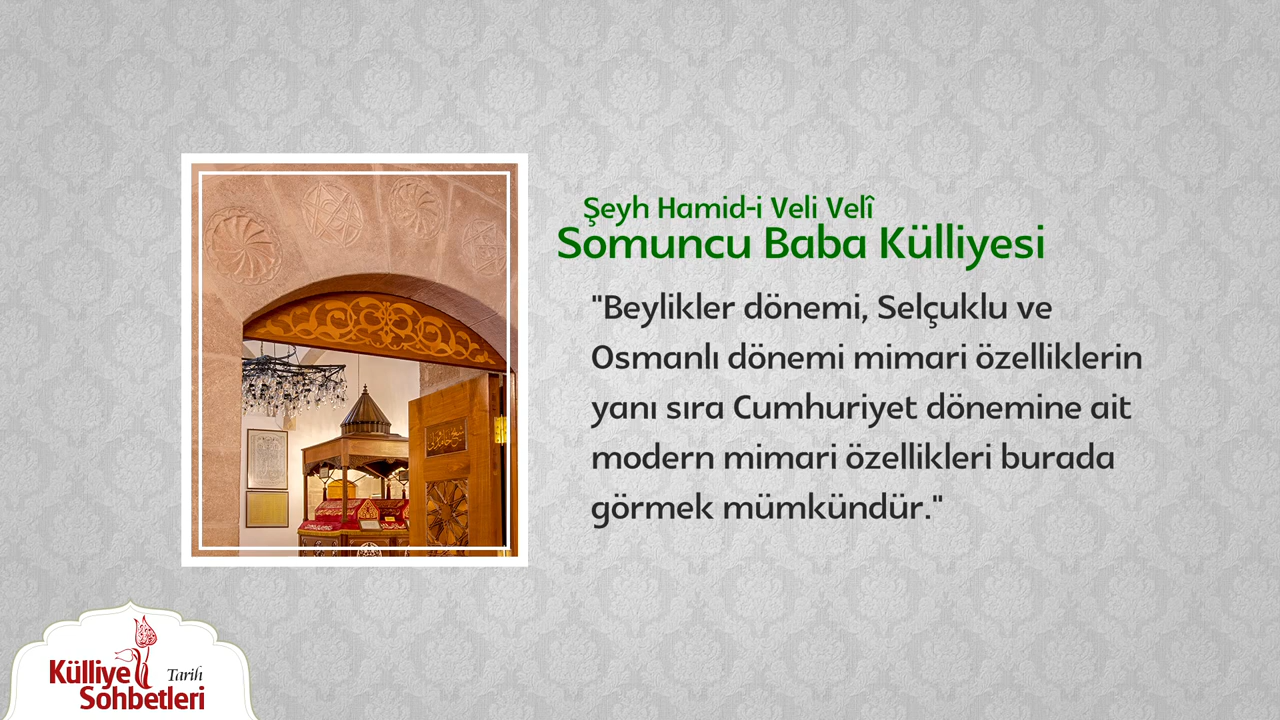 Şeyh Hamid-i Veli Velî
Somuncu Baba Külliyesi
"Beylikler dönemi, Selçuklu ve
Osmanlı dönemi mimari özelliklerin
yanı sıra Cumhuriyet dönemine ait
modern mimari özellikleri burada
görmek mümkündür."
Külliye Tarih
Sohbetleri